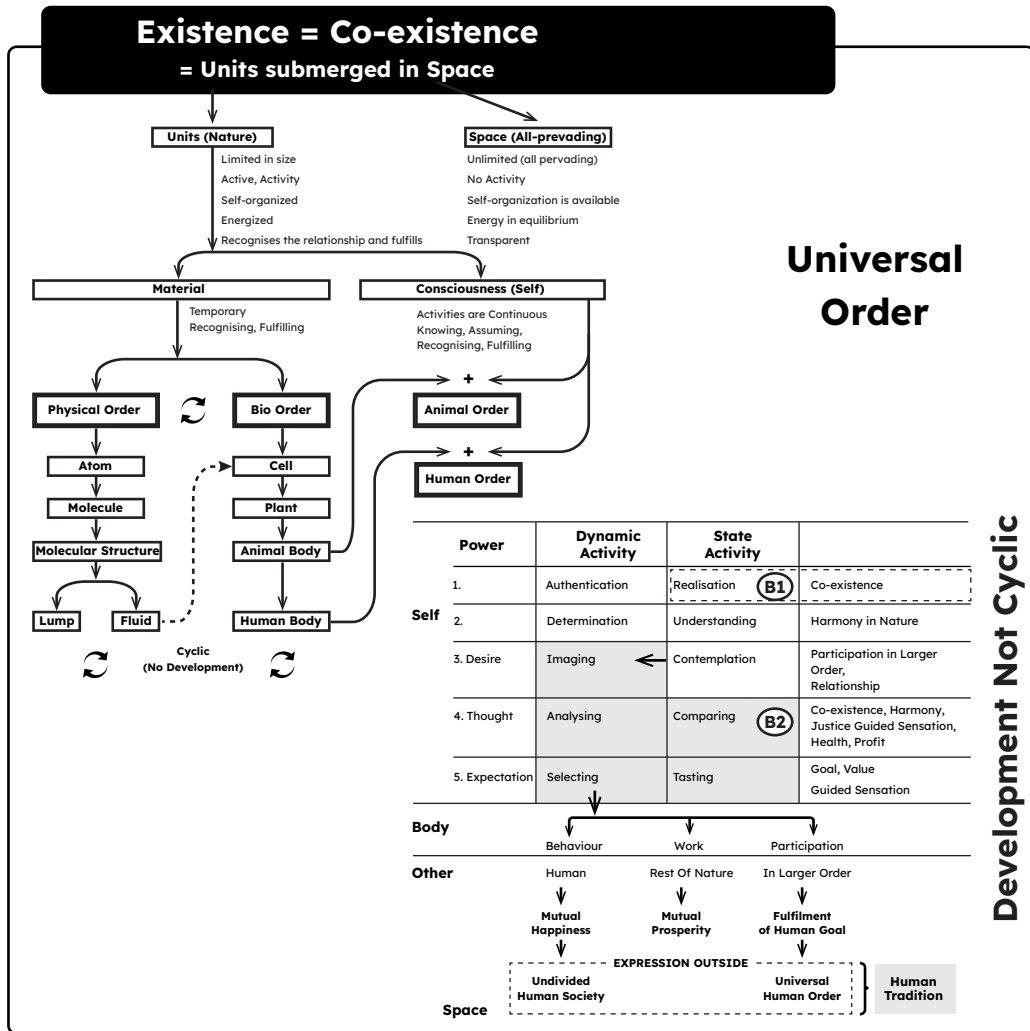 Existence = Co-existence
= Units submerged in Space
Units (Nature)
Limited in size
Active, Activity
Self-organized
Energized
Recognises the relationship and fulfills
Space (All-prevading)
Unlimited (all pervading)
No Activity
Self-organization is available
Energy in equilibrium
Transparent
Universal
Order
Material
Temporary
Recognising, Fulfilling
Consciousness (Self)
Activities are Continuous
Knowing, Assuming,
Recognising, Fulfilling
Physical Order
Bio Order
+
Animal Order
+
Human Order
Atom
Molecule
Molecular Structure
Lump
Fluid
Cell
Plant
Animal Body
Human Body
Cyclic
(No Development)
Power
Dynamic
Activity
State
Activity
Self
1.
Authentication
Realisation
B1
Co-existence
2.
Determination
Understanding
Harmony in Nature
3. Desire
Imaging
Contemplation
Participation in Larger
Order,
Relationship
4. Thought
Analysing
Comparing
B2
Co-existence, Harmony,
Justice Guided Sensation,
Health, Profit
5. Expectation
Selecting
Tasting
Goal, Value
Guided Sensation
Body
Behaviour
Work
Participation
Other
Human
Rest Of Nature
In Larger Order
Mutual
Happiness
Mutual
Prosperity
Fulfilment
of Human Goal
EXPRESSION OUTSIDE
Undivided
Human Society
Universal
Human Order
Human
Tradition
Space
Development Not Cyclic